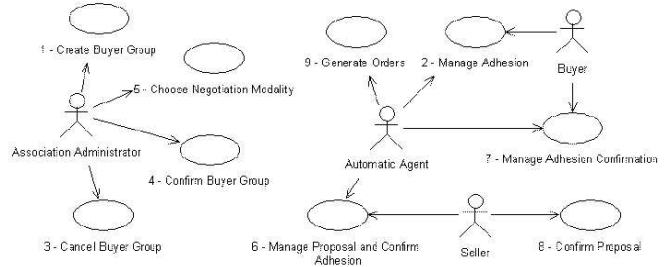 1 - Create Buyer Group
5 - Choose Negotiation Modality
Association Administrator
4 - Confirm Buyer Group
3 - Cancel Buyer Group
9 - Generate Orders
2 - Manage Adhesion
Buyer
Automatic Agent
7 - Manage Adhesion Confirmation
6 - Manage Proposal and Confirm
Adhesion
Seller
8 - Confirm Proposal